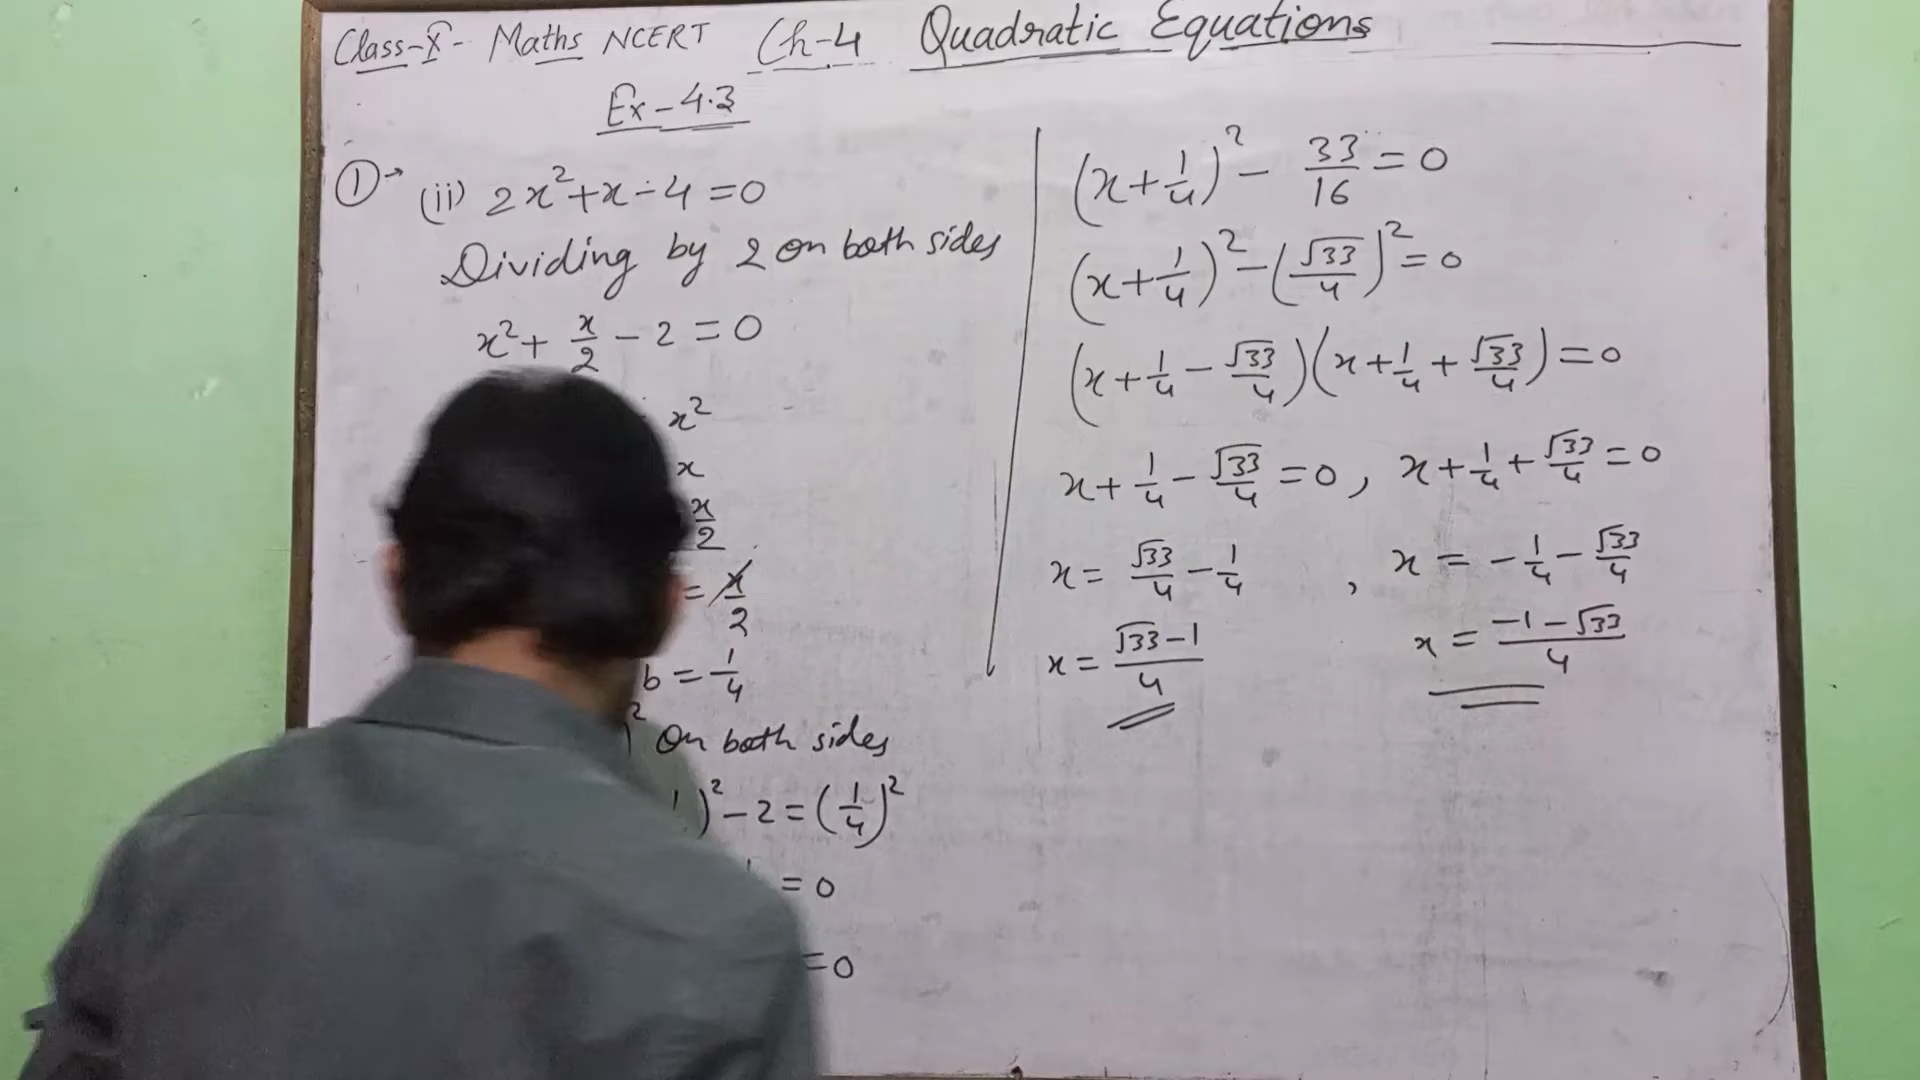 Class-X- Maths NCERT Ch-4 Quadratic Equations
Ex-4.3
①→ (ii) 2x²+x-4=0
Dividing by 2 on both sides
x² + x/2 - 2 = 0
x²
x
x/2
= x/2
b = 1/4
)² On both sides
)² - 2 = (1/4)²
= 0
= 0
(x+1/4)² - 33/16 = 0
(x+1/4)² - (√33/4)² = 0
(x+1/4-√33/4)(x+1/4+√33/4) = 0
x+1/4-√33/4 = 0, x+1/4+√33/4 = 0
x = √33/4 - 1/4 , x = -1/4 - √33/4
x = (√33-1)/4 x = (-1-√33)/4